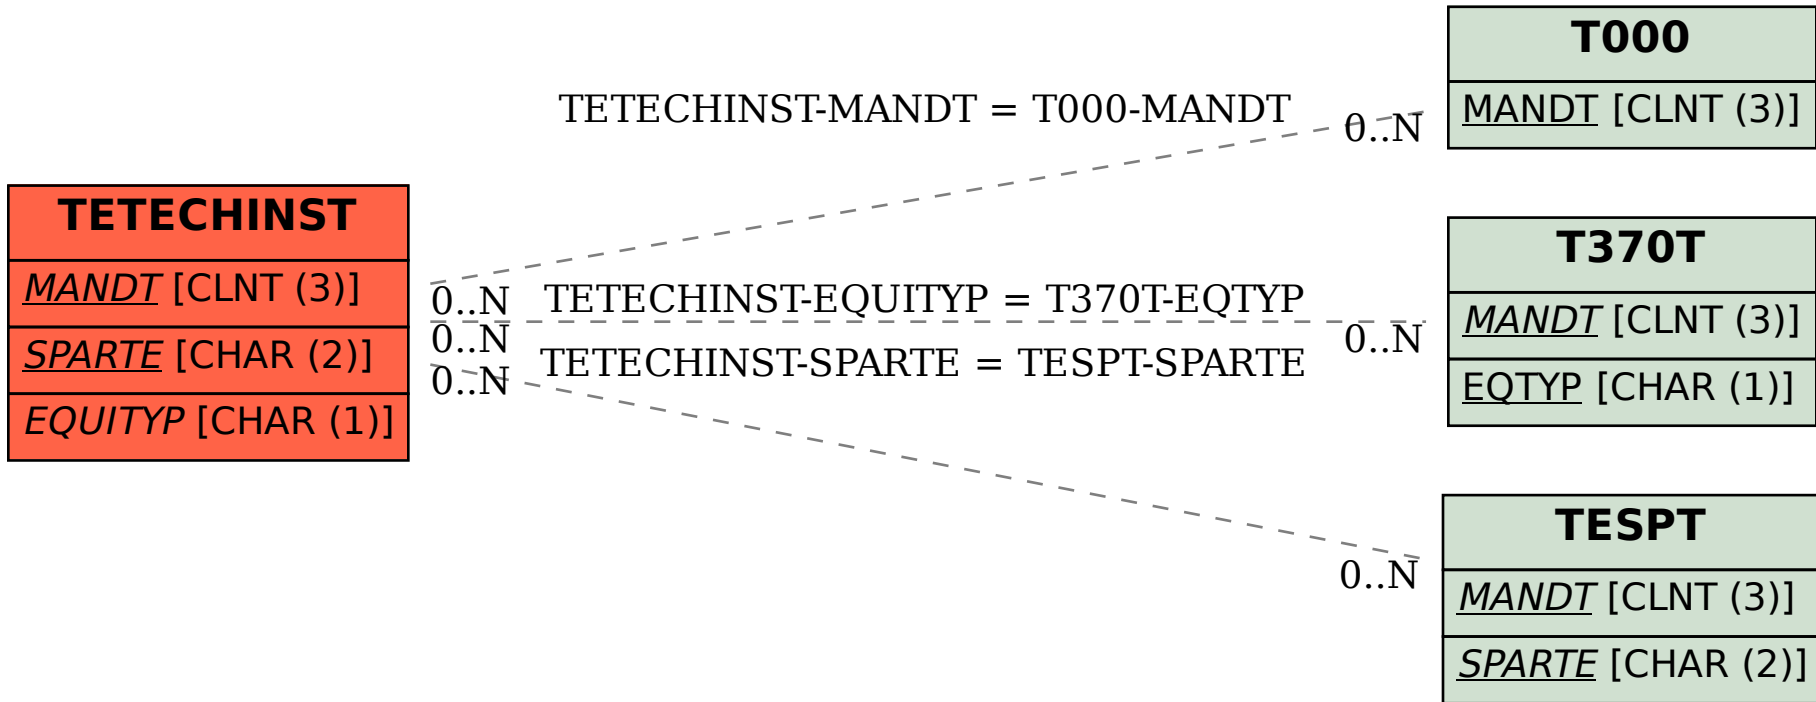 TETECHINST
MANDT [CLNT (3)]
SPARTE [CHAR (2)]
EQUITYP [CHAR (1)]
TETECHINST-MANDT = T000-MANDT
0..N
0..N
TETECHINST-EQUITYP = T370T-EQTYP
0..N
0..N
TETECHINST-SPARTE = TESPT-SPARTE
0..N
0..N
T000
MANDT [CLNT (3)]
T370T
MANDT [CLNT (3)]
EQTYP [CHAR (1)]
TESPT
MANDT [CLNT (3)]
SPARTE [CHAR (2)]